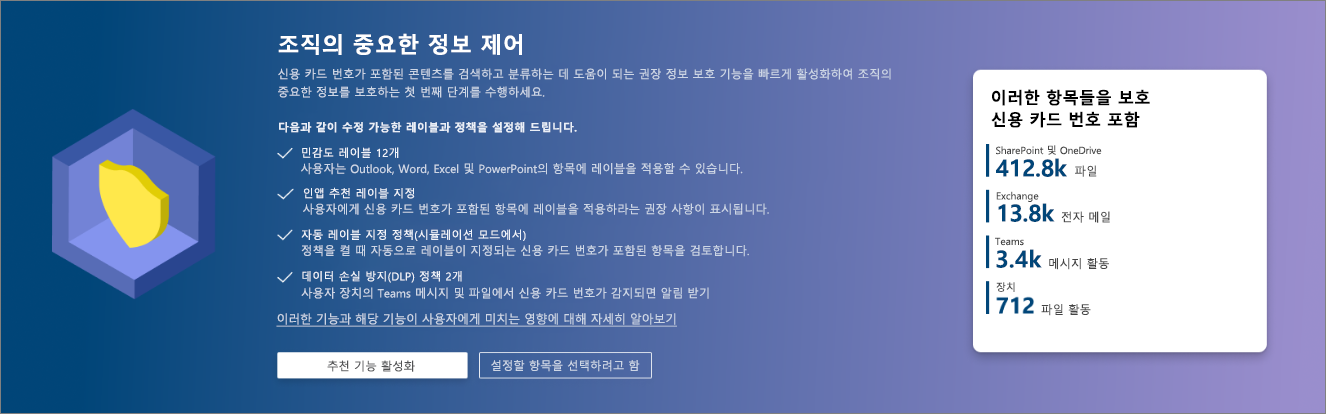 조직의 중요한 정보 제어
신용 카드 번호가 포함된 콘텐츠를 검색하고 분류하는 데 도움이 되는 권장 정보 보호 기능을 빠르게 활성화하여 조직의
중요한 정보를 보호하는 첫 번째 단계를 수행하세요.
다음과 같이 수정 가능한 레이블과 정책을 설정해 드립니다.
민감도 레이블 12개
사용자는 Outlook, Word, Excel 및 PowerPoint의 항목에 레이블을 적용할 수 있습니다.
인앱 추천 레이블 지정
사용자에게 신용 카드 번호가 포함된 항목에 레이블을 적용하라는 권장 사항이 표시됩니다.
자동 레이블 지정 정책(시뮬레이션 모드에서)
정책을 켤 때 자동으로 레이블이 지정되는 신용 카드 번호가 포함된 항목을 검토합니다.
데이터 손실 방지(DLP) 정책 2개
사용자 장치의 Teams 메시지 및 파일에서 신용 카드 번호가 감지되면 알림 받기
이러한 기능과 해당 기능이 사용자에게 미치는 영향에 대해 자세히 알아보기
추천 기능 활성화
설정할 항목을 선택하려고 함
이러한 항목들을 보호
신용 카드 번호 포함
SharePoint 및 OneDrive
412.8k 파일
Exchange
13.8k 전자 메일
Teams
3.4k 메시지 활동
장치
712 파일 활동